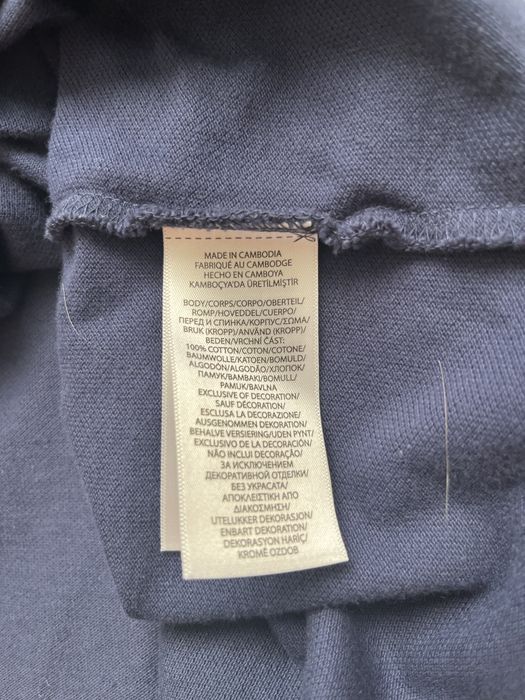 MADE IN CAMBODIA
FABRIQUÉ AU CAMBODGE
HECHO EN CAMBOYA
KAMBOÇYA'DA ÜRETİLMİŞTİR
BODY/CORPS/CORPO/OBERTEIL/
ROMP/HOVEDDEL/CUERPO/
ПЕРЕД И СПИНКА/КОРПУС/ΣΩΜΑ/
BRUK (KROPP)/ANVÄND (KROPP)/
BEDEN/VRCHNÍ ČÁST:
100% COTTON/COTON/COTONE/
BAUMWOLLE/KATOEN/BOMULD/
ALGODÓN/ALGODÃO/ХЛОПОК/
ПАМУК/ΒΑΜΒΑΚΙ/BOMULL/
PAMUK/BAVLNA
EXCLUSIVE OF DECORATION/
SAUF DÉCORATION/
ESCLUSA LA DECORAZIONE/
AUSGENOMMEN DEKORATION/
BEHALVE VERSIERING/UDEN PYNT/
EXCLUSIVO DE LA DECORACIÓN/
NÃO INCLUI DECORAÇÃO/
ЗА ИСКЛЮЧЕНИЕМ
ДЕКОРАТИВНОЙ ОТДЕЛКИ/
БЕЗ УКРАСАТА/
ΑΠΟΚΛΕΙΣΤΙΚΗ ΑΠΟ
ΔΙΑΚΟΣΜΗΣΗ/
UTELUKKER DEKORASJON/
ENBART DEKORATION/
DEKORASYON HARİÇ/
KROMĚ OZDOB